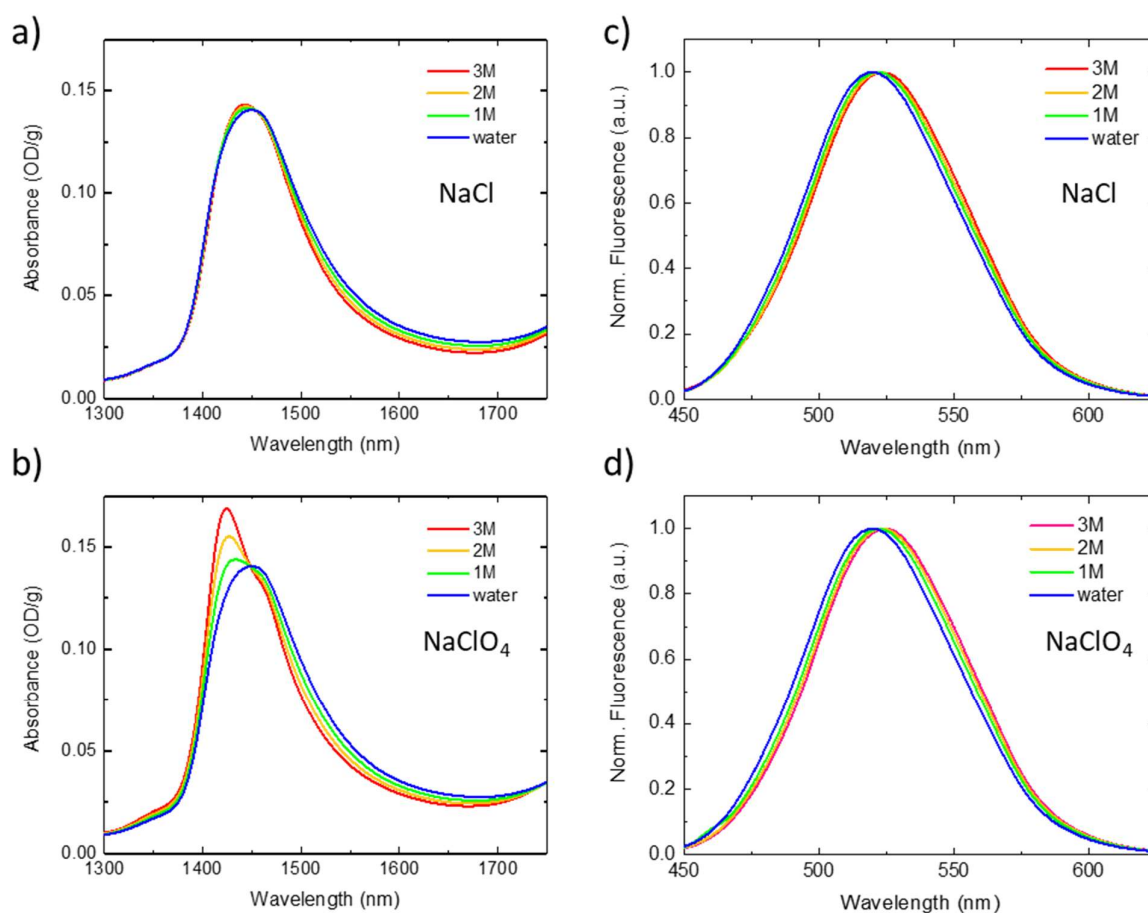 a)
Absorbance (OD/g)
0.15
0.10
0.05
0.00
3M
2M
1M
water
NaCl
1300 1400 1500 1600 1700
Wavelength (nm)
c)
Norm. Fluorescence (a.u.)
1.0
0.8
0.6
0.4
0.2
0.0
3M
2M
1M
water
NaCl
450 500 550 600
Wavelength (nm)
b)
Absorbance (OD/g)
0.15
0.10
0.05
0.00
3M
2M
1M
water
NaClO4
1300 1400 1500 1600 1700
Wavelength (nm)
d)
Norm. Fluorescence (a.u.)
1.0
0.8
0.6
0.4
0.2
0.0
3M
2M
1M
water
NaClO4
450 500 550 600
Wavelength (nm)